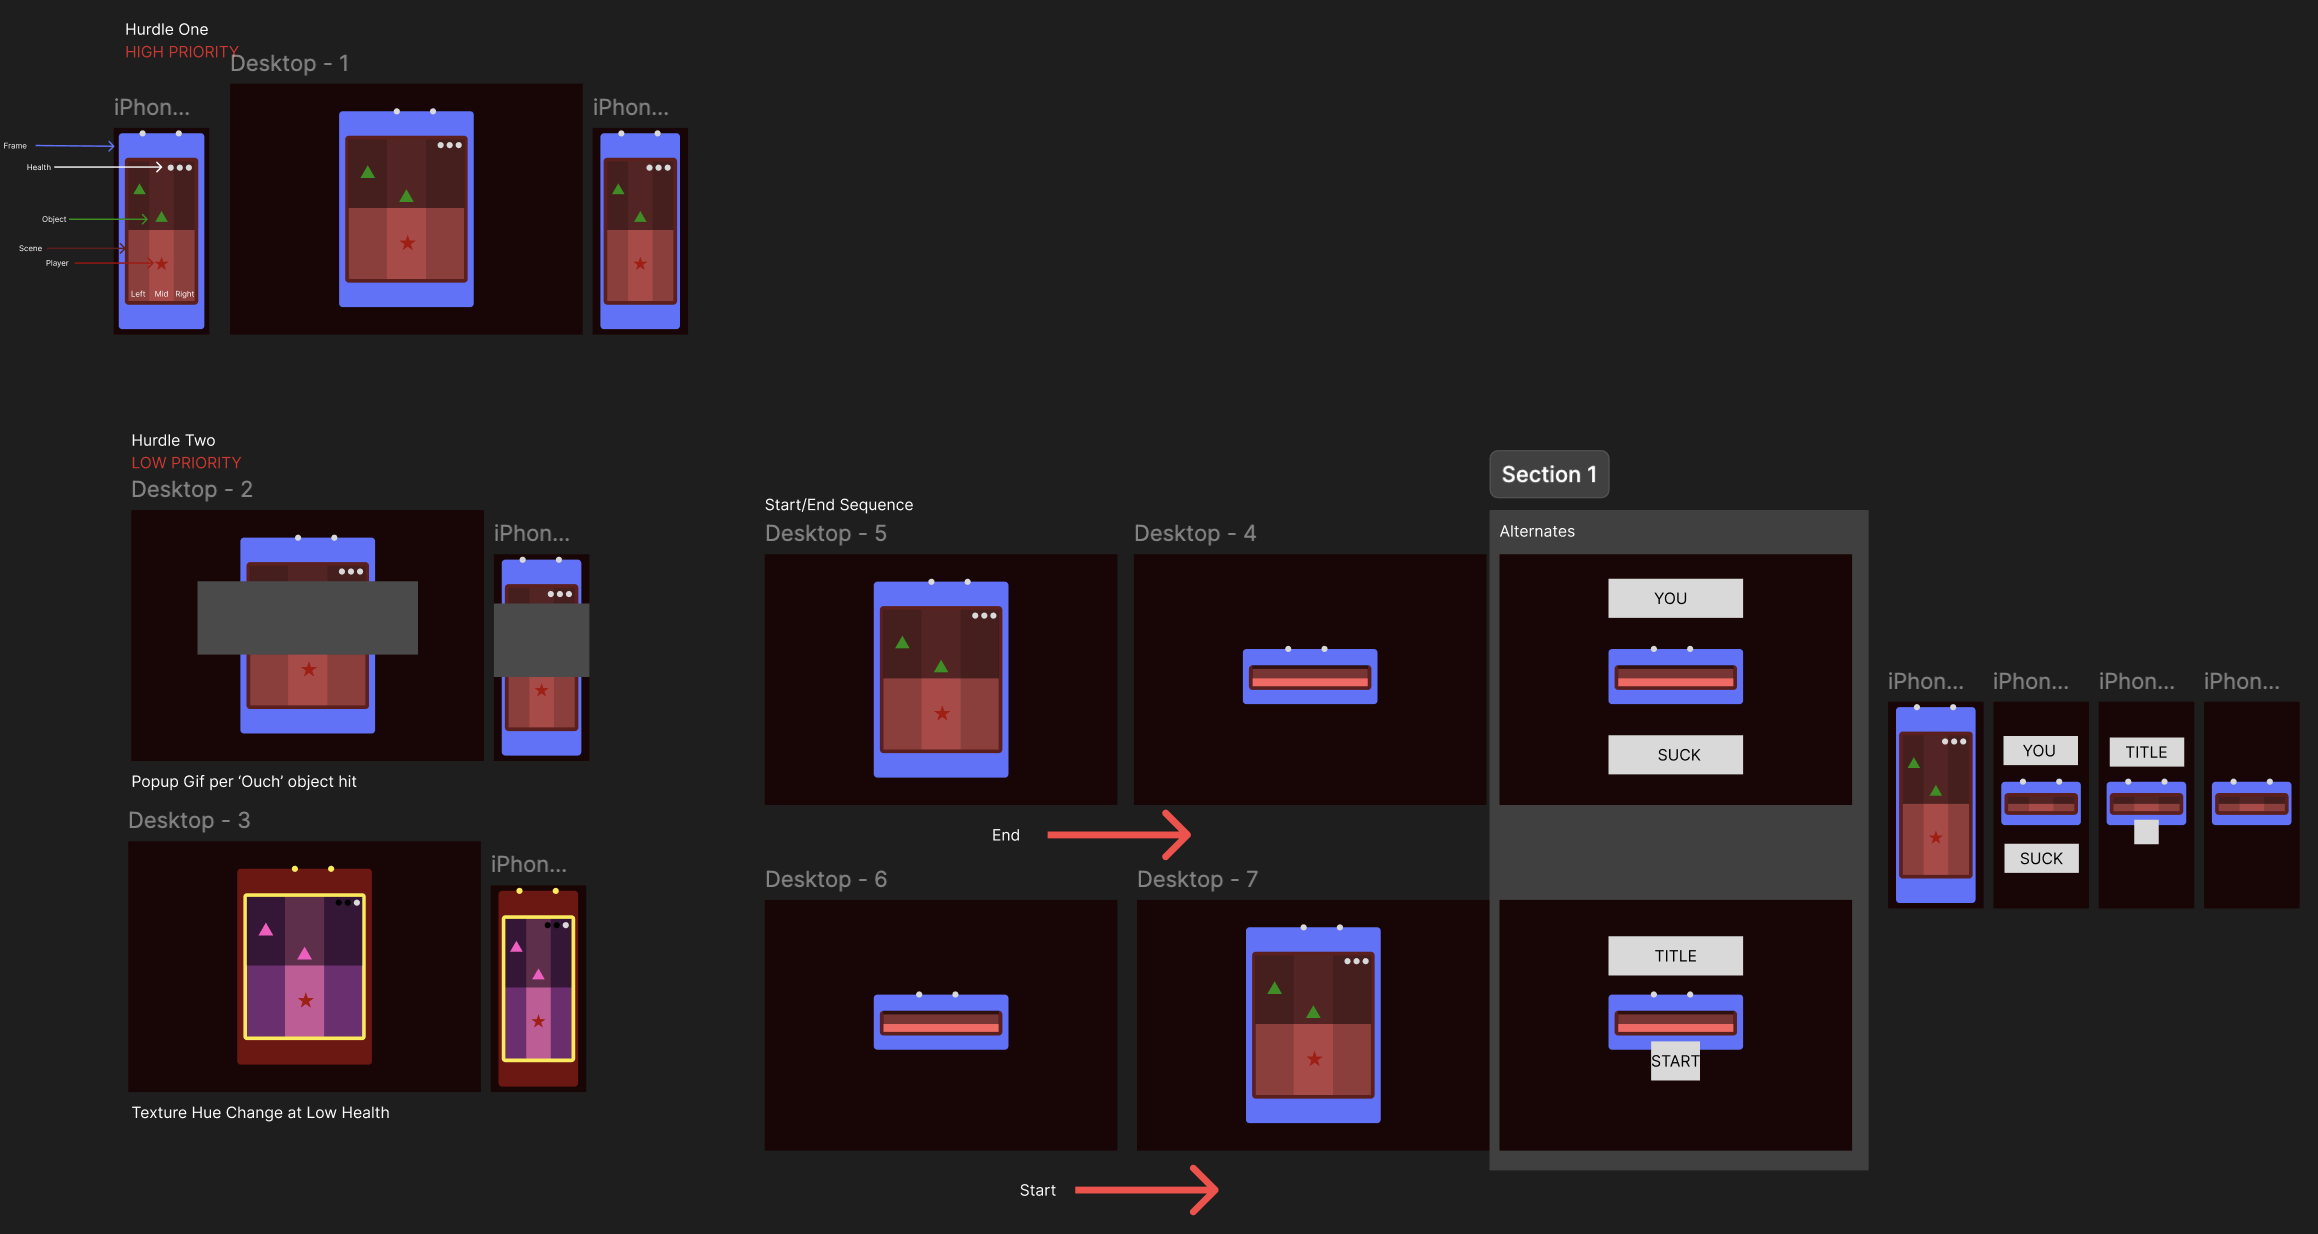 Hurdle One
HIGH PRIORITY
Desktop - 1
iPhon...
iPhon...
Frame
Health
Object
Scene
Player
Left Mid Right
Hurdle Two
LOW PRIORITY
Desktop - 2
iPhon...
Popup Gif per ‘Ouch’ object hit
Desktop - 3
iPhon...
Texture Hue Change at Low Health
Start/End Sequence
Desktop - 5
Desktop - 4
End
Desktop - 6
Desktop - 7
Start
Section 1
Alternates
YOU
SUCK
TITLE
START
iPhon...
iPhon...
iPhon...
iPhon...
YOU
SUCK
TITLE